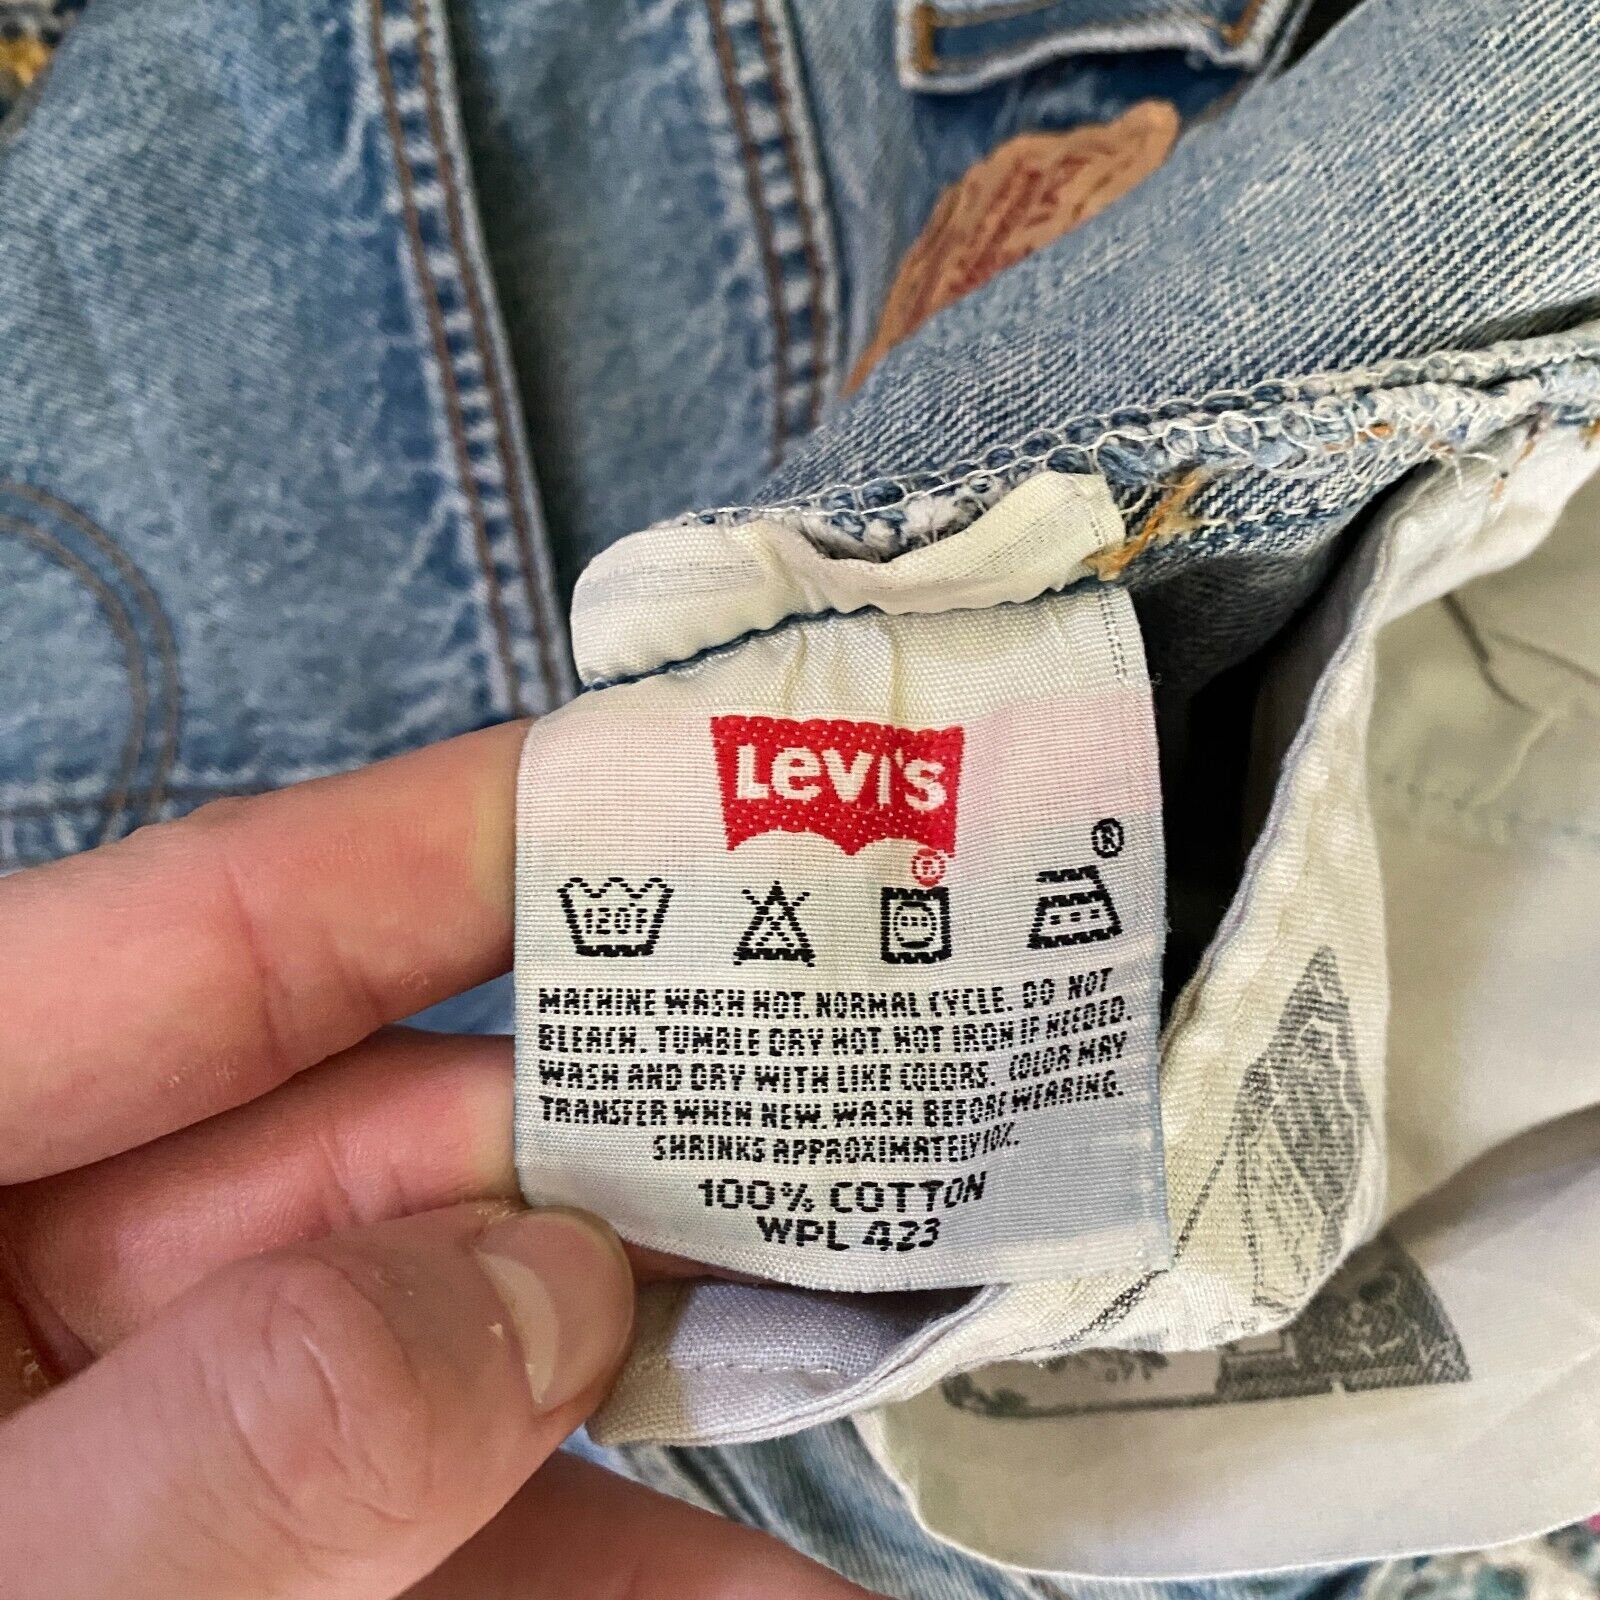 Levi's
®
®
120°F
MACHINE WASH HOT. NORMAL CYCLE. DO NOT
BLEACH. TUMBLE DRY HOT. HOT IRON IF NEEDED.
WASH AND DRY WITH LIKE COLORS. COLOR MAY
TRANSFER WHEN NEW. WASH BEFORE WEARING.
SHRINKS APPROXIMATELY 10%.
100% COTTON
WPL 423